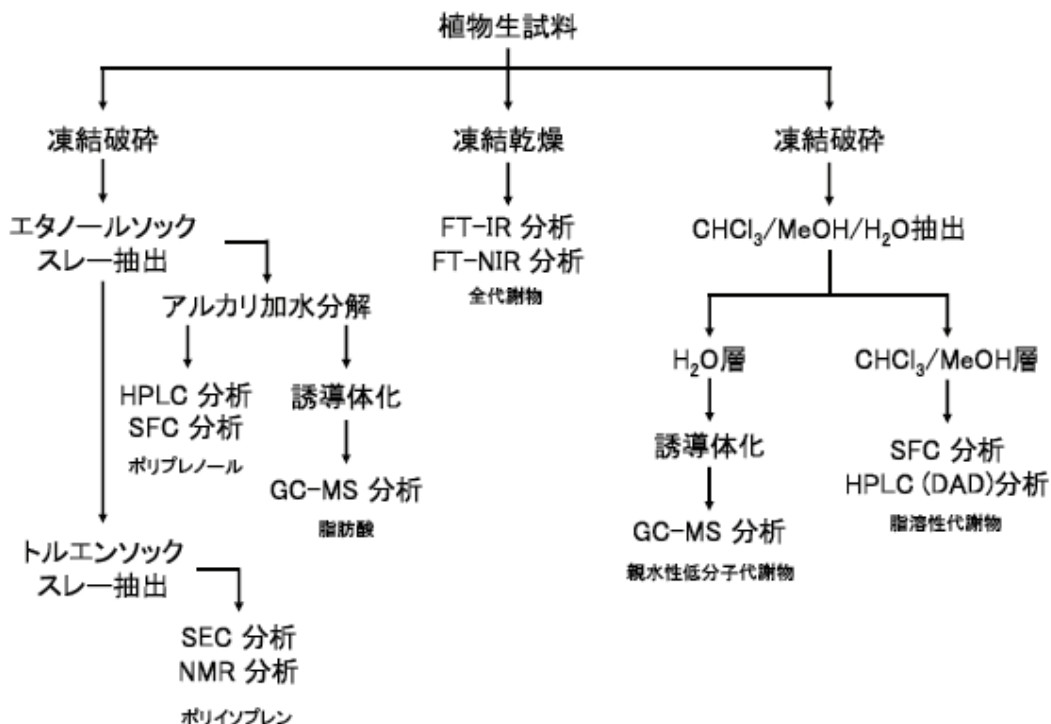 植物生試料
凍結破砕
凍結乾燥
凍結破砕
エタノールソック
スレー抽出
FT-IR 分析
FT-NIR 分析
全代謝物
CHCl₃/MeOH/H₂O抽出
アルカリ加水分解
HPLC 分析
SFC 分析
ポリプレノール
誘導体化
GC-MS 分析
脂肪酸
H₂O層
CHCl₃/MeOH層
誘導体化
GC-MS 分析
親水性低分子代謝物
SFC 分析
HPLC (DAD)分析
脂溶性代謝物
トルエンソック
スレー抽出
SEC 分析
NMR 分析
ポリイソプレン